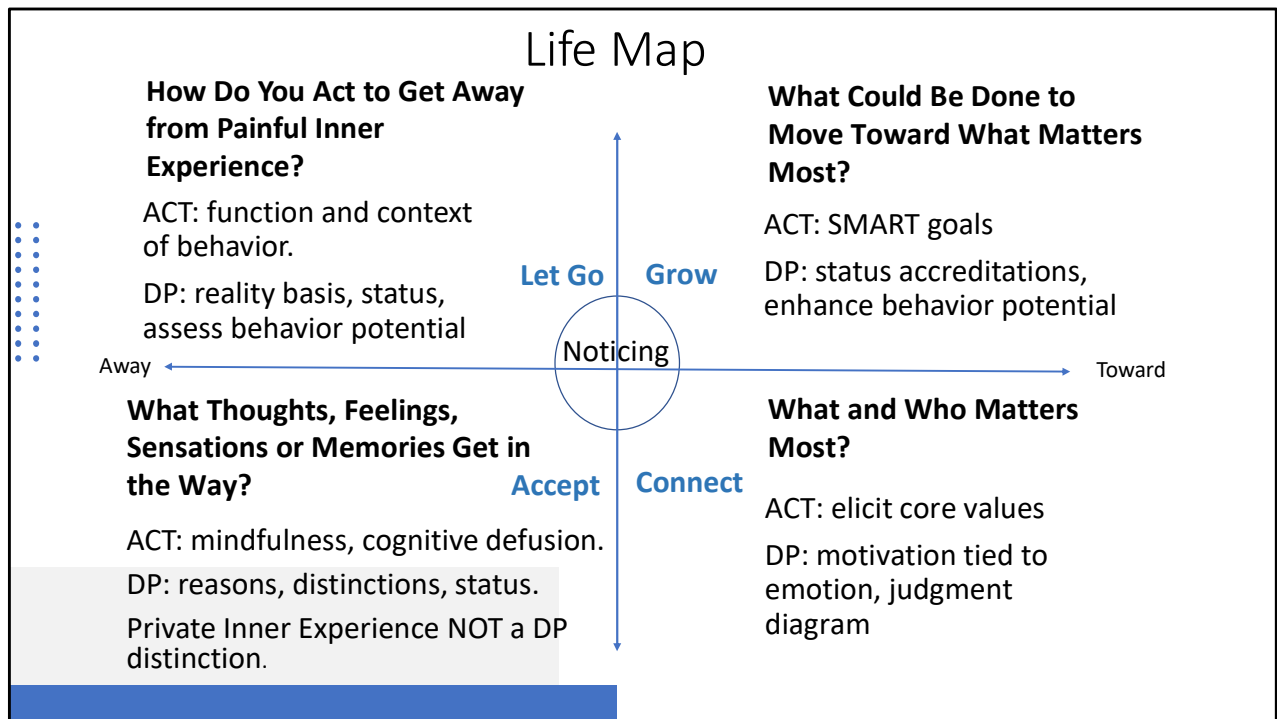 Life Map
How Do You Act to Get Away
from Painful Inner
Experience?
ACT: function and context
of behavior.
DP: reality basis, status,
assess behavior potential
Let Go
What Could Be Done to
Move Toward What Matters
Most?
ACT: SMART goals
DP: status accreditations,
enhance behavior potential
Grow
Noticing
Away
Toward
What Thoughts, Feelings,
Sensations or Memories Get in
the Way?
Accept
ACT: mindfulness, cognitive defusion.
DP: reasons, distinctions, status.
Private Inner Experience NOT a DP
distinction.
What and Who Matters
Most?
Connect
ACT: elicit core values
DP: motivation tied to
emotion, judgment
diagram